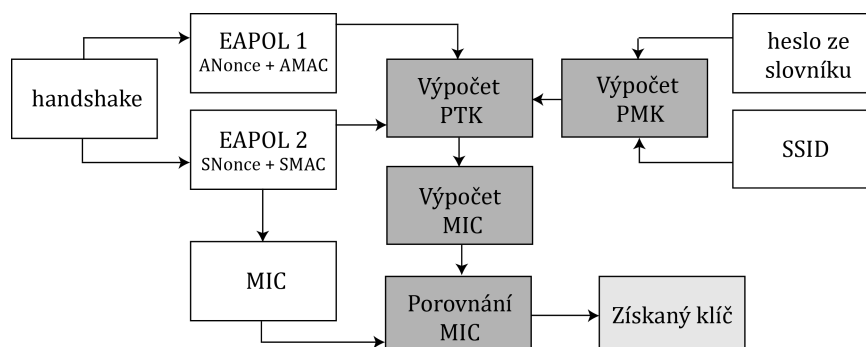 handshake
EAPOL 1
ANonce + AMAC
EAPOL 2
SNonce + SMAC
MIC
Výpočet
PTK
Výpočet
MIC
Porovnání
MIC
Výpočet
PMK
heslo ze
slovníku
SSID
Získaný klíč